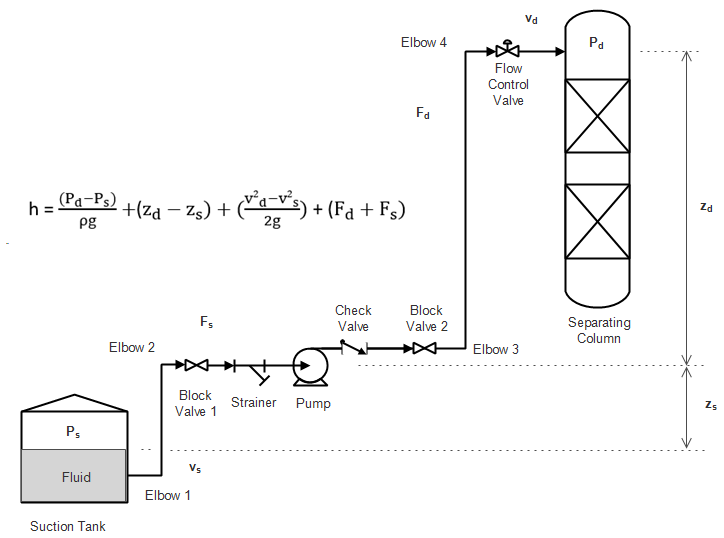 v_d
Elbow 4
P_d
Flow
Control
Valve
F_d
h = (P_d−P_s)/ρg +(z_d − z_s) + (v²_d−v²_s/2g) + (F_d + F_s)
z_d
Check
Valve
Block
Valve 2
F_s
Separating
Column
Elbow 2
Elbow 3
Block
Valve 1
Strainer
Pump
z_s
P_s
v_s
Fluid
Elbow 1
Suction Tank